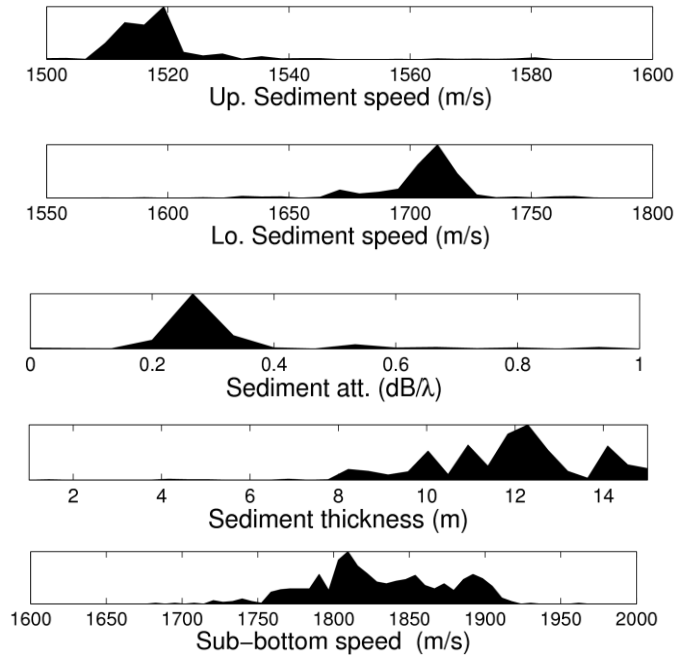 1500 1520 1540 1560 1580 1600
Up. Sediment speed (m/s)
1550 1600 1650 1700 1750 1800
Lo. Sediment speed (m/s)
0 0.2 0.4 0.6 0.8 1
Sediment att. (dB/λ)
2 4 6 8 10 12 14
Sediment thickness (m)
1600 1650 1700 1750 1800 1850 1900 1950 2000
Sub−bottom speed (m/s)